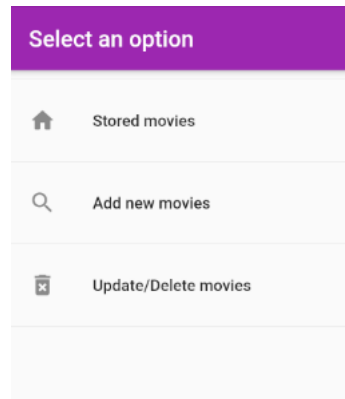 Select an option
Stored movies
Add new movies
Update/Delete movies